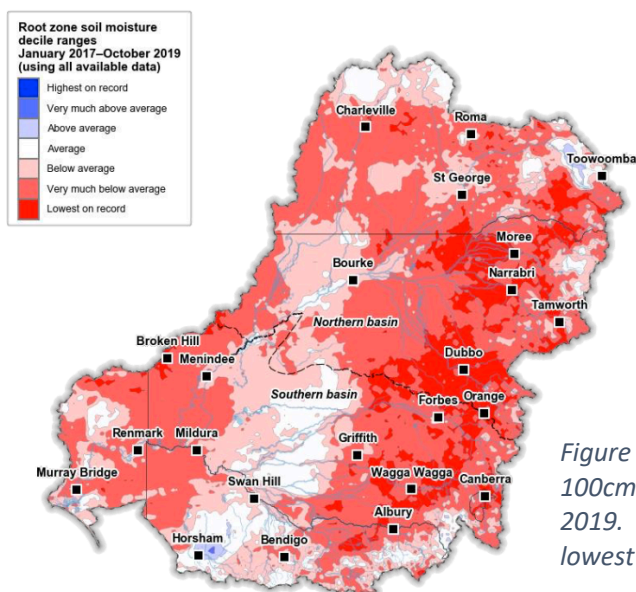 Root zone soil moisture
decile ranges
January 2017–October 2019
(using all available data)
Highest on record
Very much above average
Above average
Average
Below average
Very much below average
Lowest on record
Charleville
Roma
Toowoomba
St George
Moree
Bourke
Narrabri
Tamworth
Northern basin
Broken Hill
Menindee
Dubbo
Southern basin
Forbes
Orange
Renmark
Mildura
Griffith
Murray Bridge
Swan Hill
Wagga Wagga
Canberra
Albury
Horsham
Bendigo
Figure
100cm
2019.
lowest